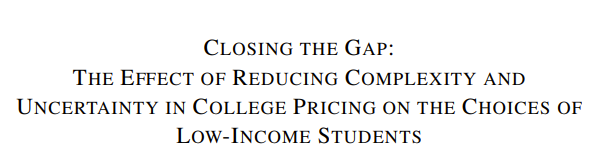 CLOSING THE GAP:
THE EFFECT OF REDUCING COMPLEXITY AND
UNCERTAINTY IN COLLEGE PRICING ON THE CHOICES OF
LOW-INCOME STUDENTS